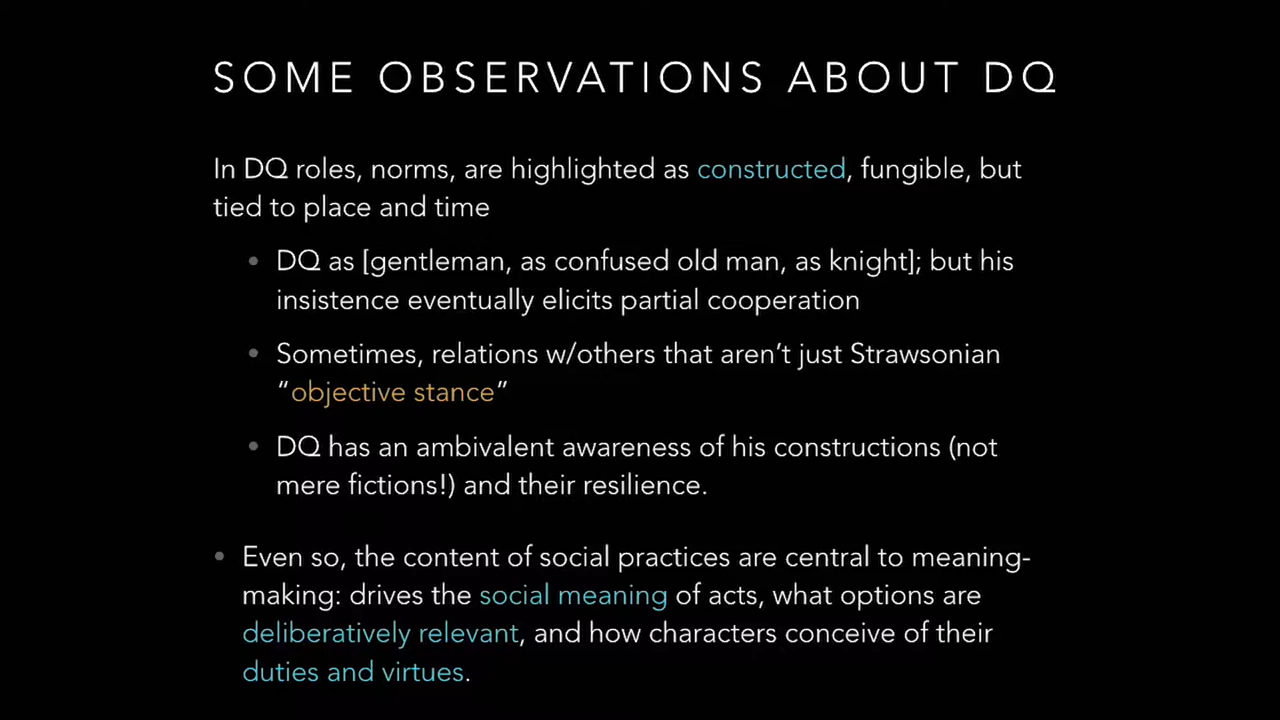 SOME OBSERVATIONS ABOUT DQ
In DQ roles, norms, are highlighted as constructed, fungible, but
tied to place and time
• DQ as [gentleman, as confused old man, as knight]; but his
insistence eventually elicits partial cooperation
• Sometimes, relations w/others that aren’t just Strawsonian
“objective stance”
• DQ has an ambivalent awareness of his constructions (not
mere fictions!) and their resilience.
• Even so, the content of social practices are central to meaning-
making: drives the social meaning of acts, what options are
deliberatively relevant, and how characters conceive of their
duties and virtues.